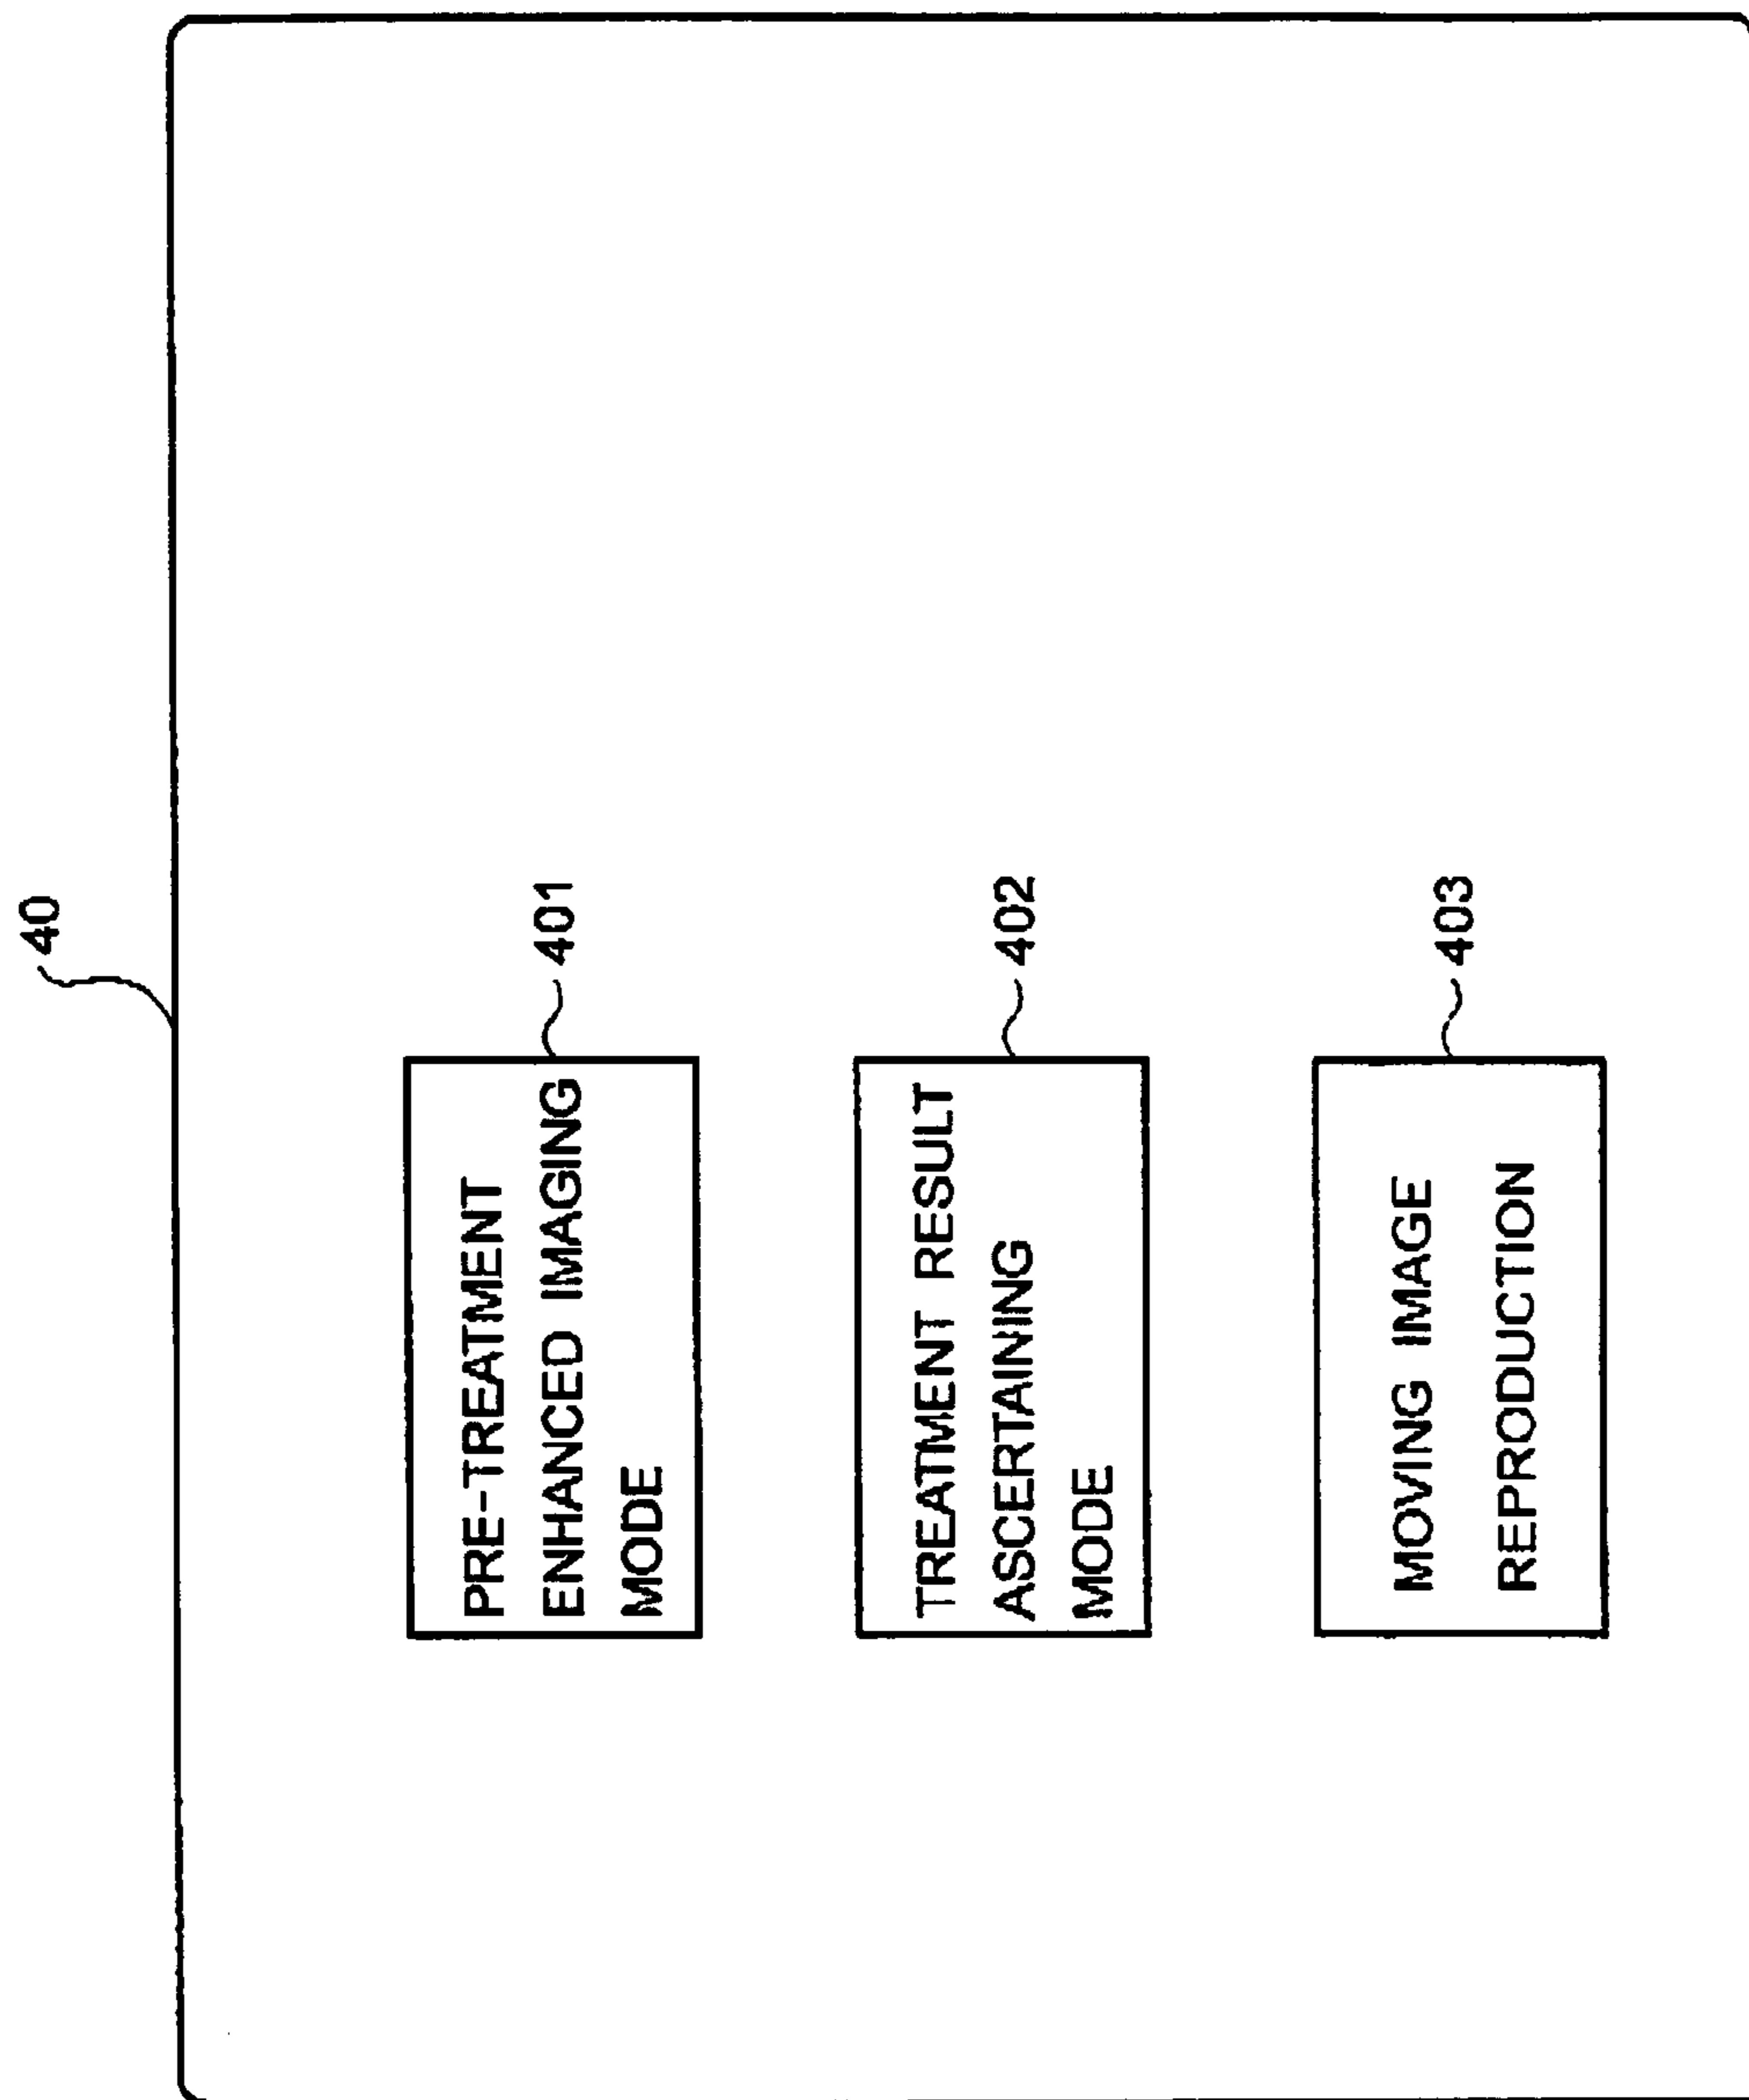 40
PRE-TREATMENT
ENHANCED IMAGING
MODE
401
TREATMENT RESULT
ASCERTAINING
MODE
402
MOVING IMAGE
REPRODUCTION
403